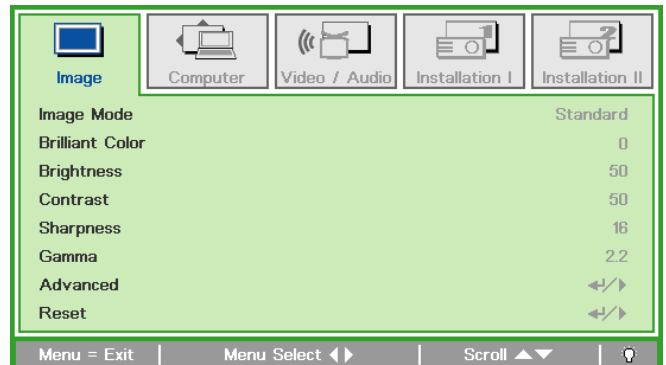 Image Computer Video / Audio Installation I Installation II
Image Mode Standard
Brilliant Color 0
Brightness 50
Contrast 50
Sharpness 16
Gamma 2.2
Advanced
Reset
Menu = Exit Menu Select Scroll